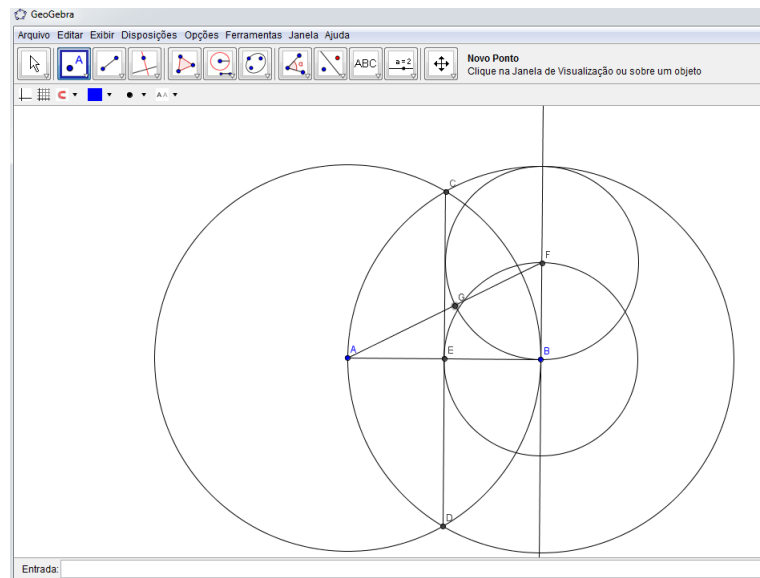 GeoGebra
Arquivo Editar Exibir Disposições Opções Ferramentas Janela Ajuda
A
α
ABC
a=2
Novo Ponto
Clique na Janela de Visualização ou sobre um objeto
AA
C
F
G
A
E
B
D
Entrada: